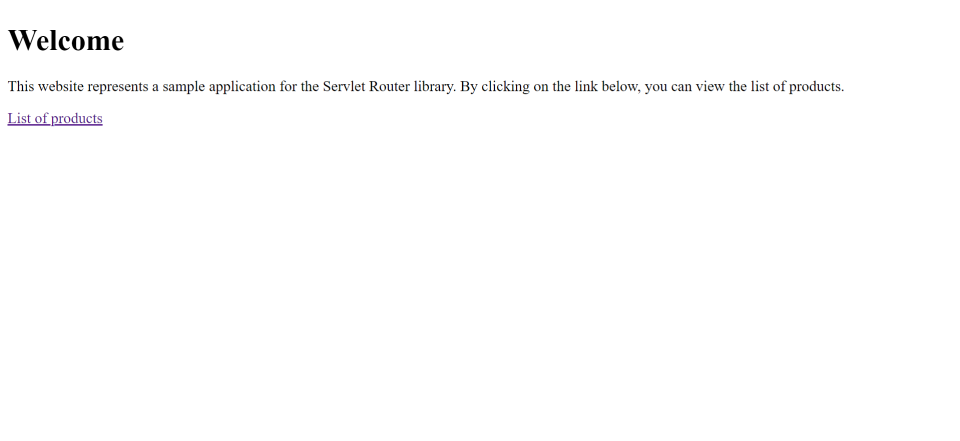 Welcome
This website represents a sample application for the Servlet Router library. By clicking on the link below, you can view the list of products.
List of products